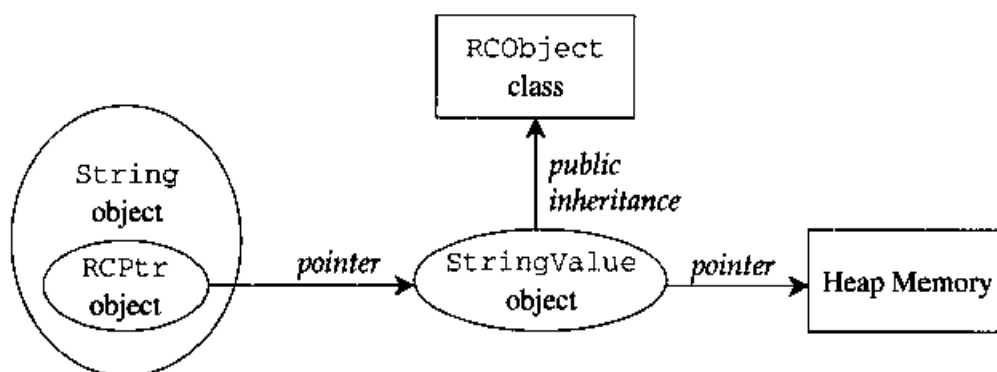 RCObject
class
public
inheritance
String
object
RCPtr
object
pointer
StringValue
object
pointer
Heap Memory